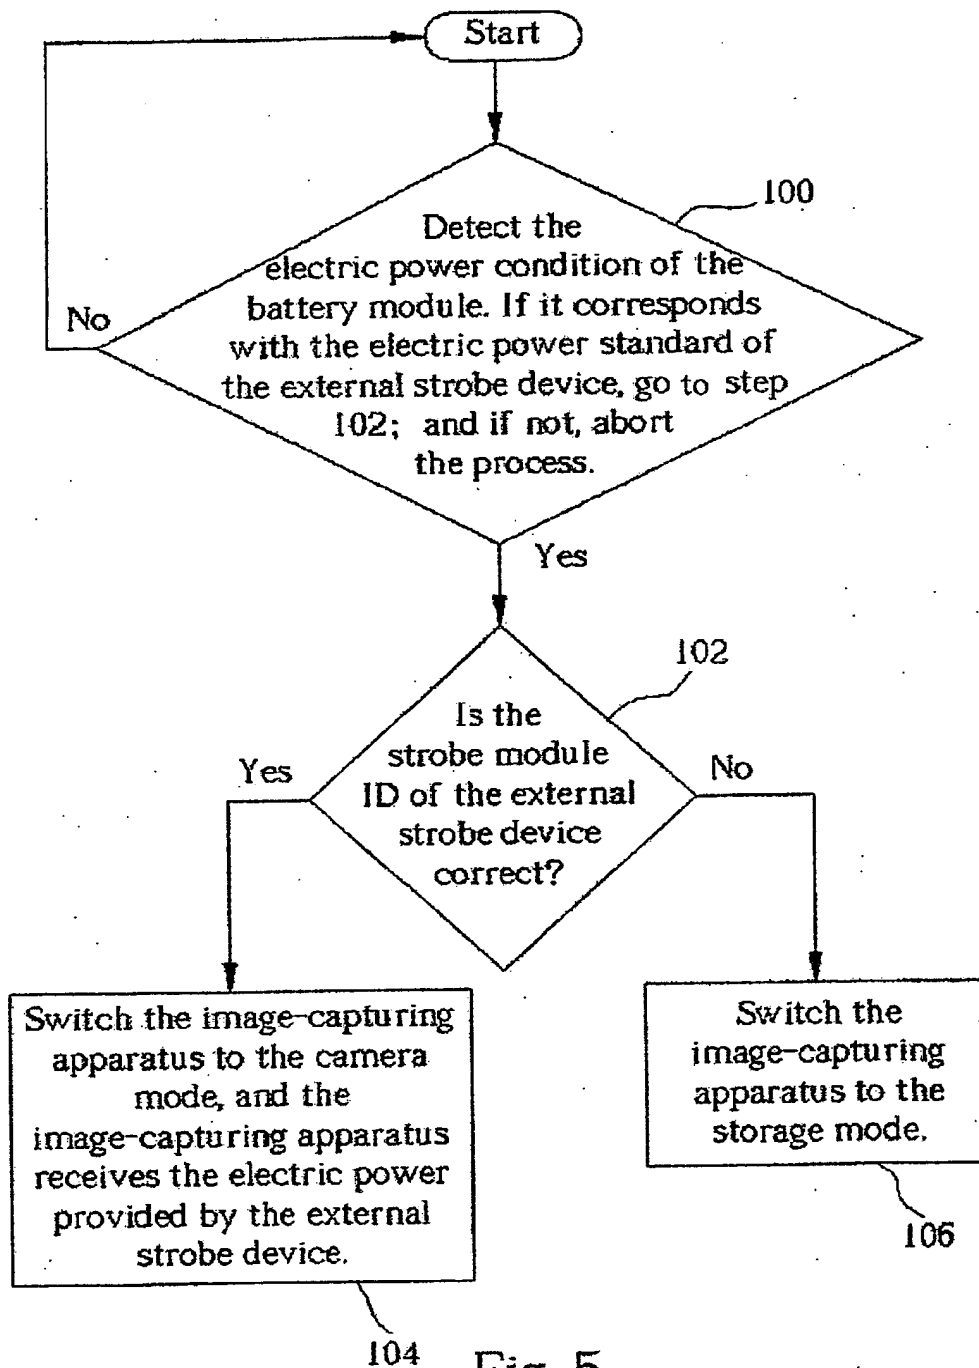 Start
100
Detect the
electric power condition of the
battery module. If it corresponds
No
with the electric power standard of
the external strobe device, go to step
102; and if not, abort
the process.
Yes
102
Is the
strobe module
ID of the external
strobe device
correct?
Yes
No
Switch the image-capturing
apparatus to the camera
mode, and the
image-capturing apparatus
receives the electric power
provided by the external
strobe device.
Switch the
image-capturing
apparatus to the
storage mode.
106
104
Fig. 5